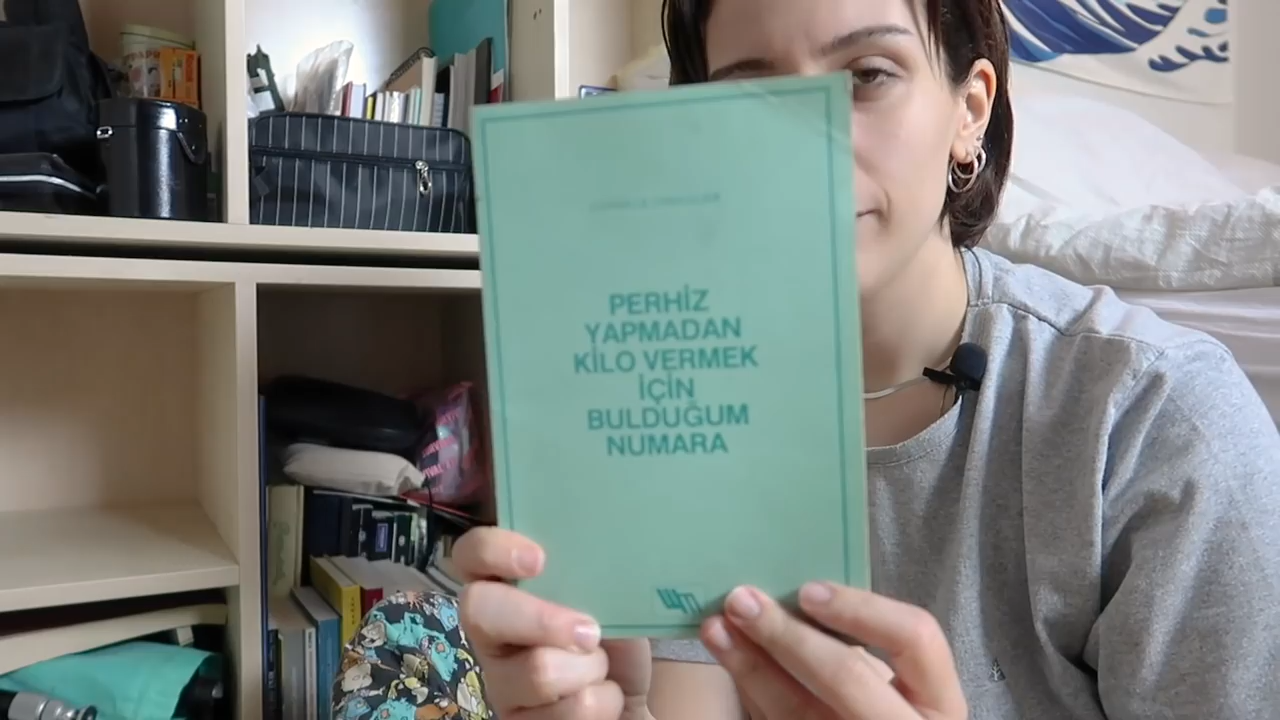 PERHİZ
YAPMADAN
KİLO VERMEK
İÇİN
BULDUĞUM
NUMARA